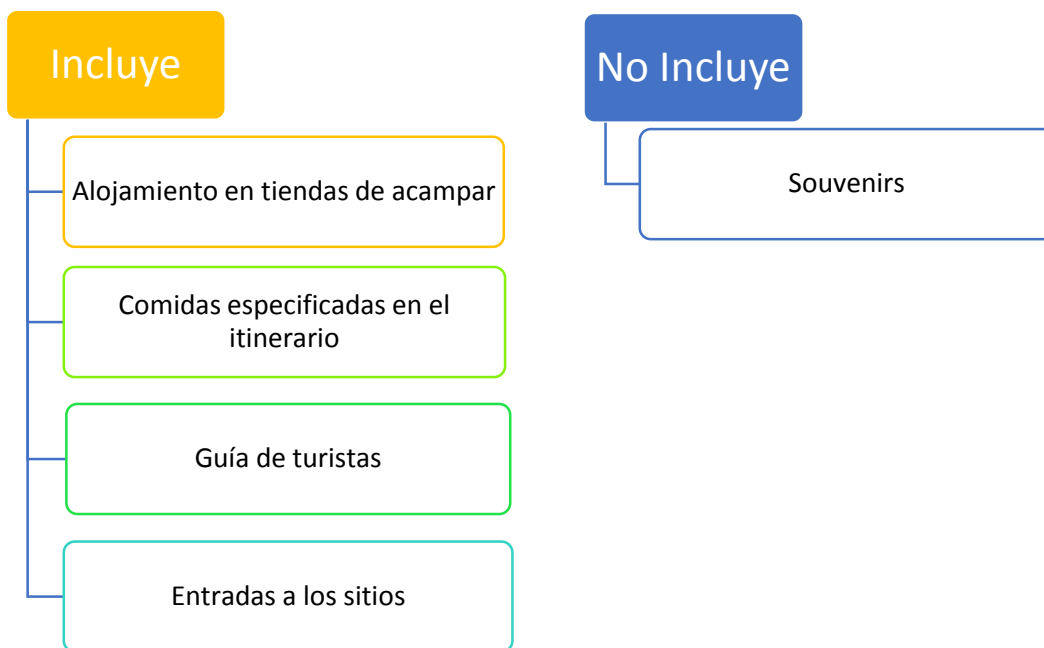 Incluye
Alojamiento en tiendas de acampar
Comidas especificadas en el
itinerario
Guía de turistas
Entradas a los sitios
No Incluye
Souvenirs